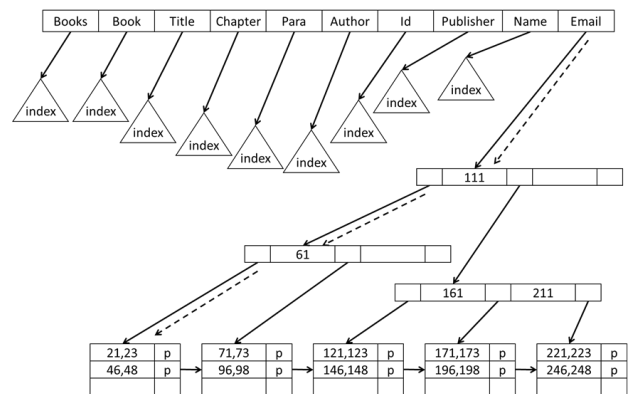 Books Book Title Chapter Para Author Id Publisher Name Email
index index index index index index index index index
111
61
161 211
21,23 p 71,73 p 121,123 p 171,173 p 221,223 p
46,48 p 96,98 p 146,148 p 196,198 p 246,248 p